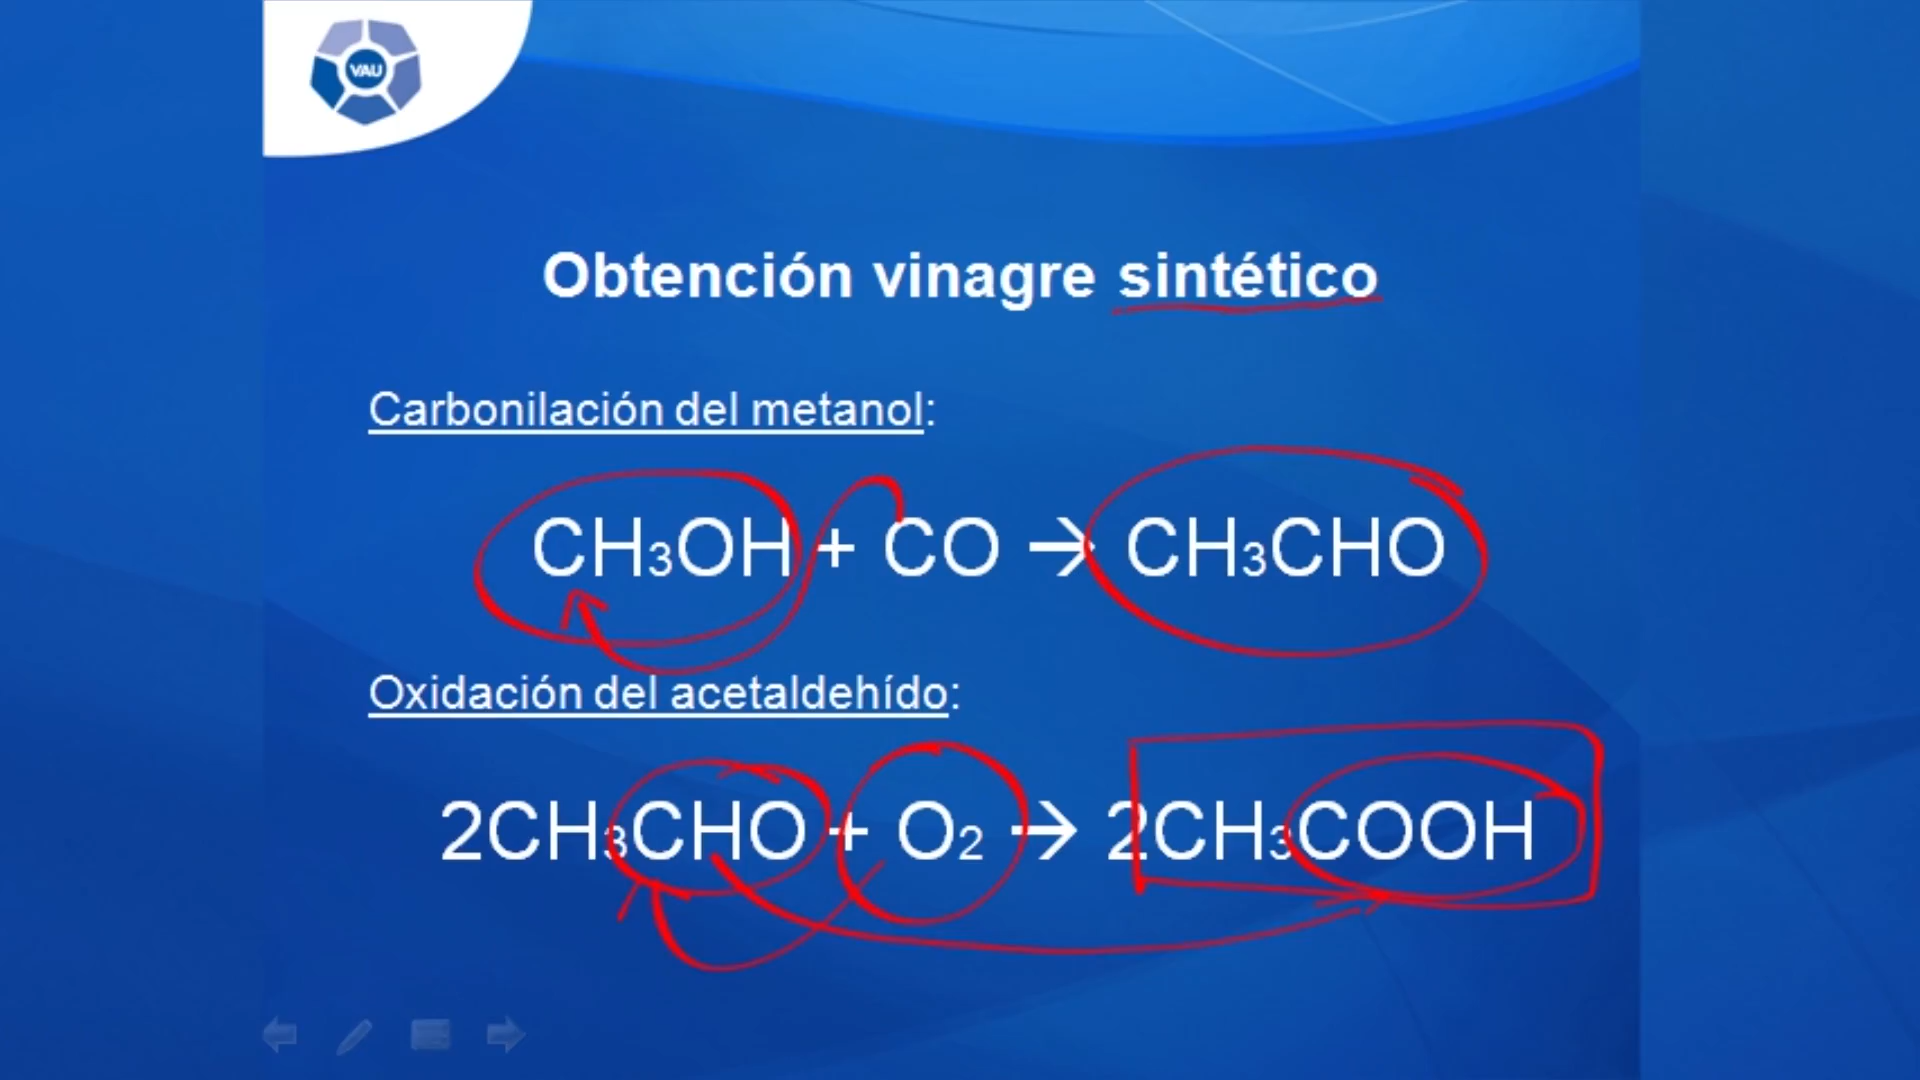 VAU
Obtención vinagre sintético
Carbonilación del metanol:
CH₃OH + CO → CH₃CHO
Oxidación del acetaldehído:
2CH₃CHO + O₂ → 2CH₃COOH